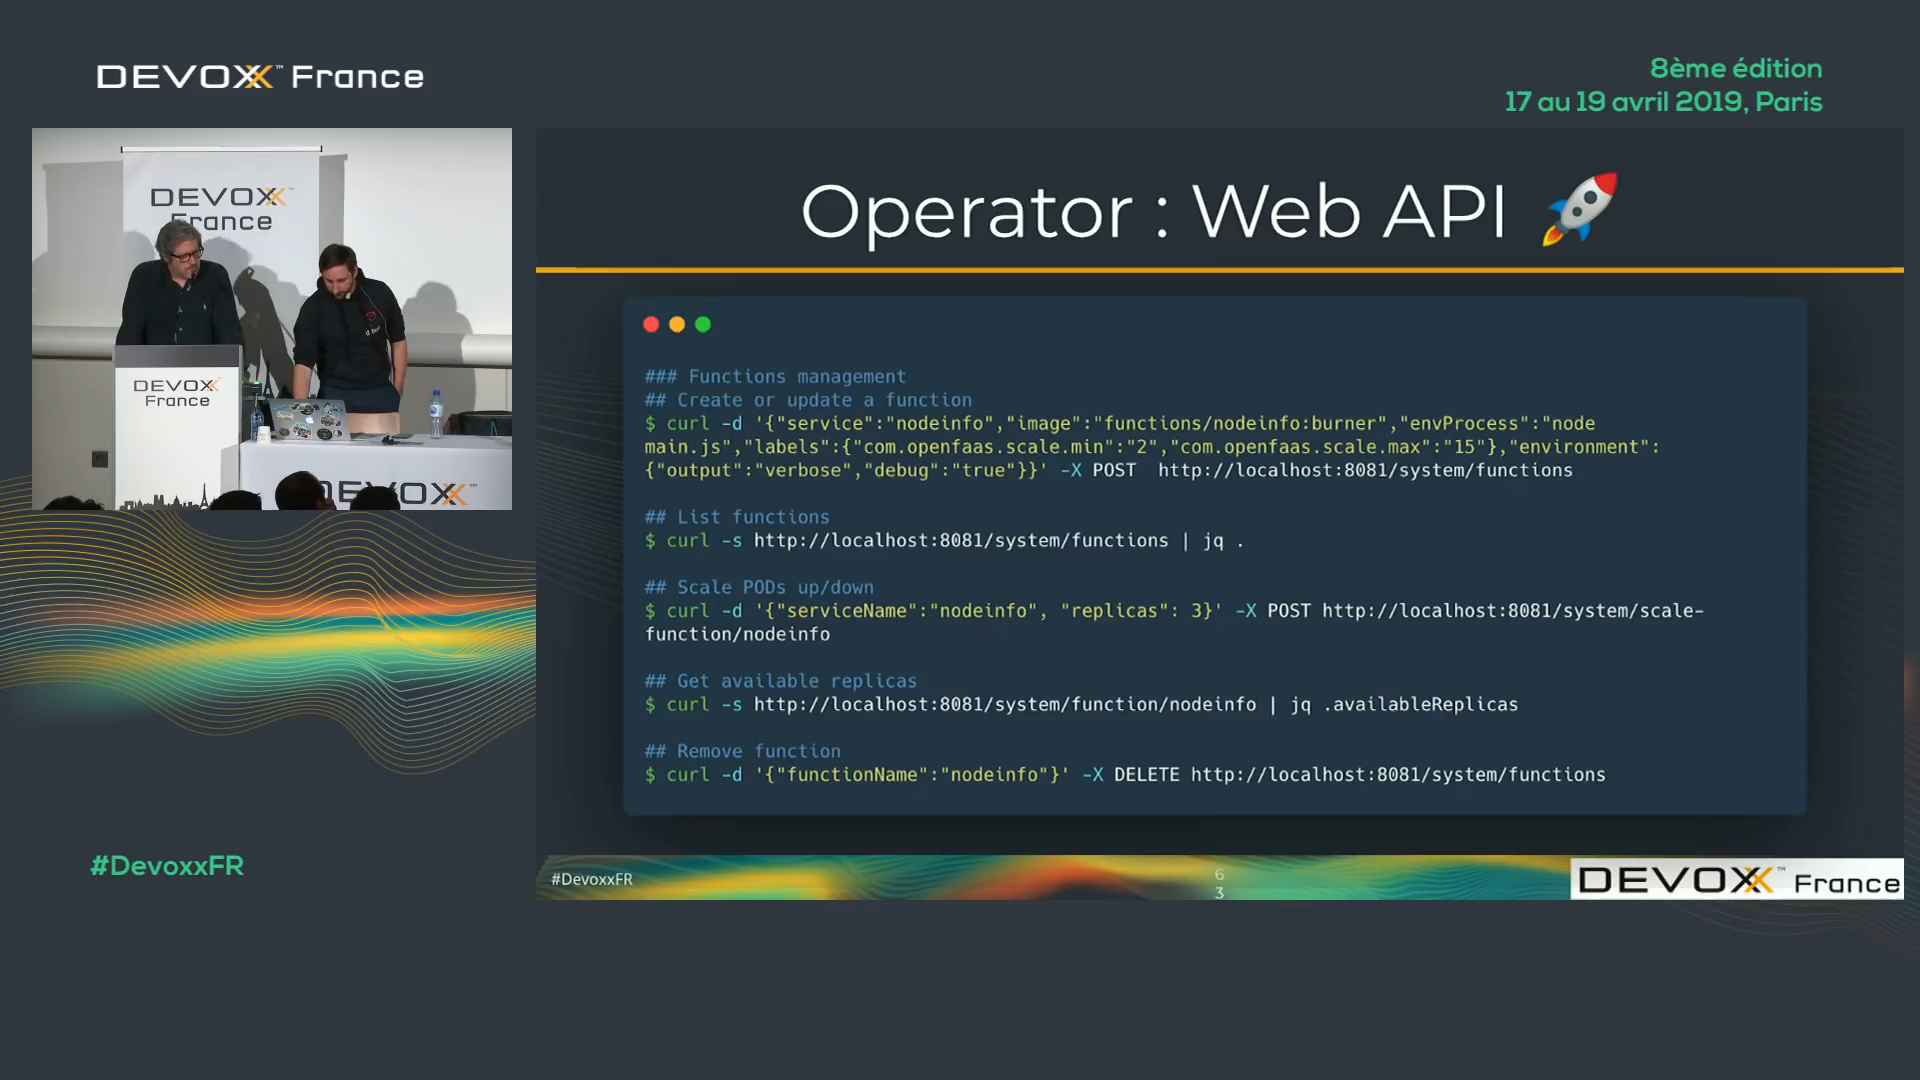 DEVOXX™ France
8ème édition
17 au 19 avril 2019, Paris
DEVOXX™
France
DEVOXX
France
DEVOXX™
Operator : Web API 🚀
### Functions management
## Create or update a function
$ curl -d '{"service":"nodeinfo","image":"functions/nodeinfo:burner","envProcess":"node
main.js","labels":{"com.openfaas.scale.min":"2","com.openfaas.scale.max":"15"},"environment":
{"output":"verbose","debug":"true"}}' -X POST  http://localhost:8081/system/functions
## List functions
$ curl -s http://localhost:8081/system/functions | jq .
## Scale PODs up/down
$ curl -d '{"serviceName":"nodeinfo", "replicas": 3}' -X POST http://localhost:8081/system/scale-
function/nodeinfo
## Get available replicas
$ curl -s http://localhost:8081/system/function/nodeinfo | jq .availableReplicas
## Remove function
$ curl -d '{"functionName":"nodeinfo"}' -X DELETE http://localhost:8081/system/functions
#DevoxxFR
#DevoxxFR
6
3
DEVOXX™ France